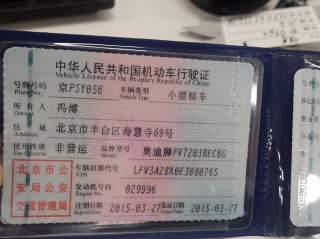 中华人民共和国机动车行驶证
Vehicle License of the People's Republic of China
号牌号码 京PSY056 车辆类型 小型轿车
Plate No. Vehicle Type
所有人 冯博
Owner
住址 北京市丰台区海慧寺69号
Address
使用性质 非营运 品牌型号 奥迪牌FV7203BECBG
Use Character Model
北京市公 车辆识别代号 LFV3A28K0E3080765
VIN
安局公安 发动机号码 029996
Engine No.
交通管理局 注册日期 2015-03-27 发证日期 2015-03-27
Register Date Issue Date